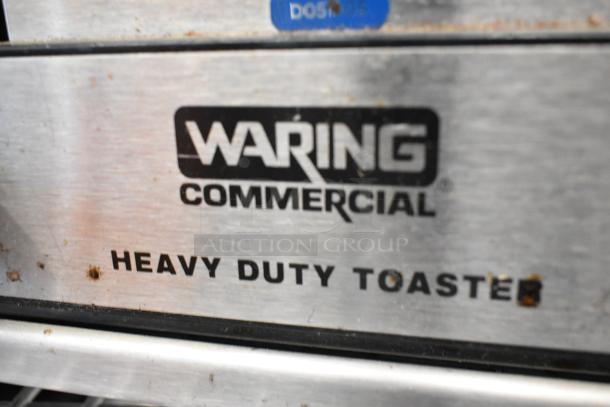 WARING
COMMERCIAL
AUCTION GROUP
HEAVY DUTY TOASTER